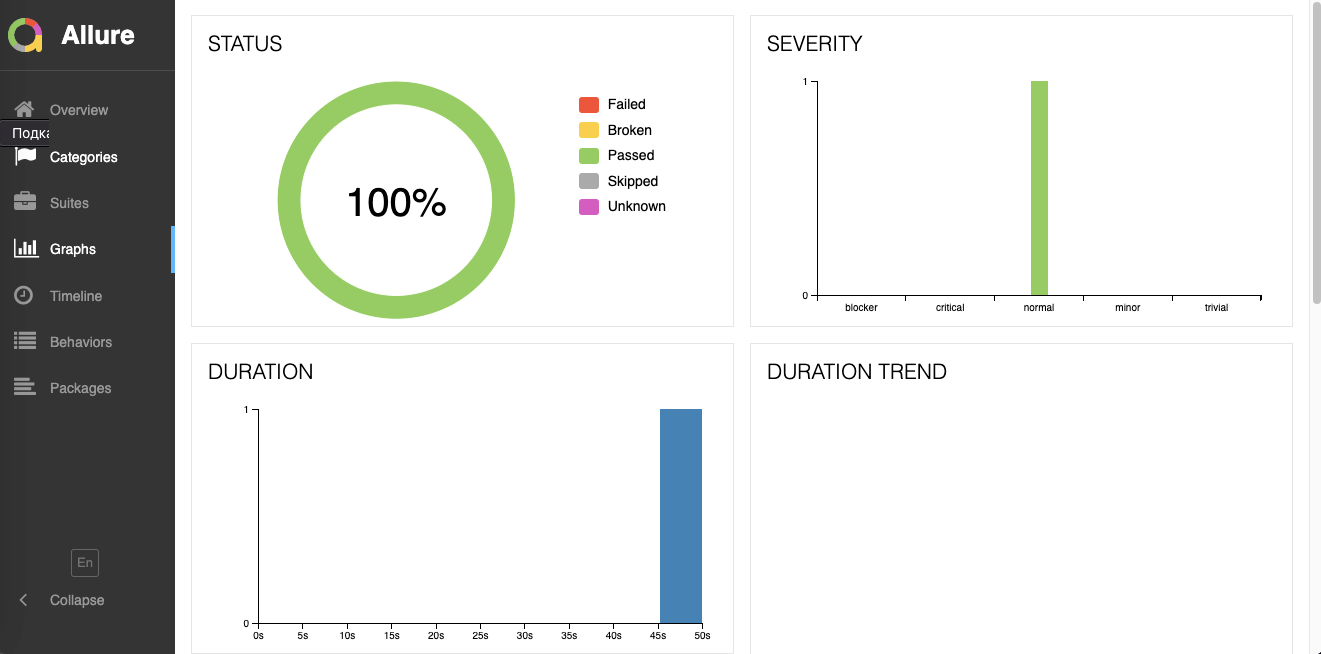 Allure
Overview
Подка
Categories
Suites
Graphs
Timeline
Behaviors
Packages
En
Collapse
STATUS
100%
Failed
Broken
Passed
Skipped
Unknown
SEVERITY
1
0
blocker critical normal minor trivial
DURATION
1
0
0s 5s 10s 15s 20s 25s 30s 35s 40s 45s 50s
DURATION TREND